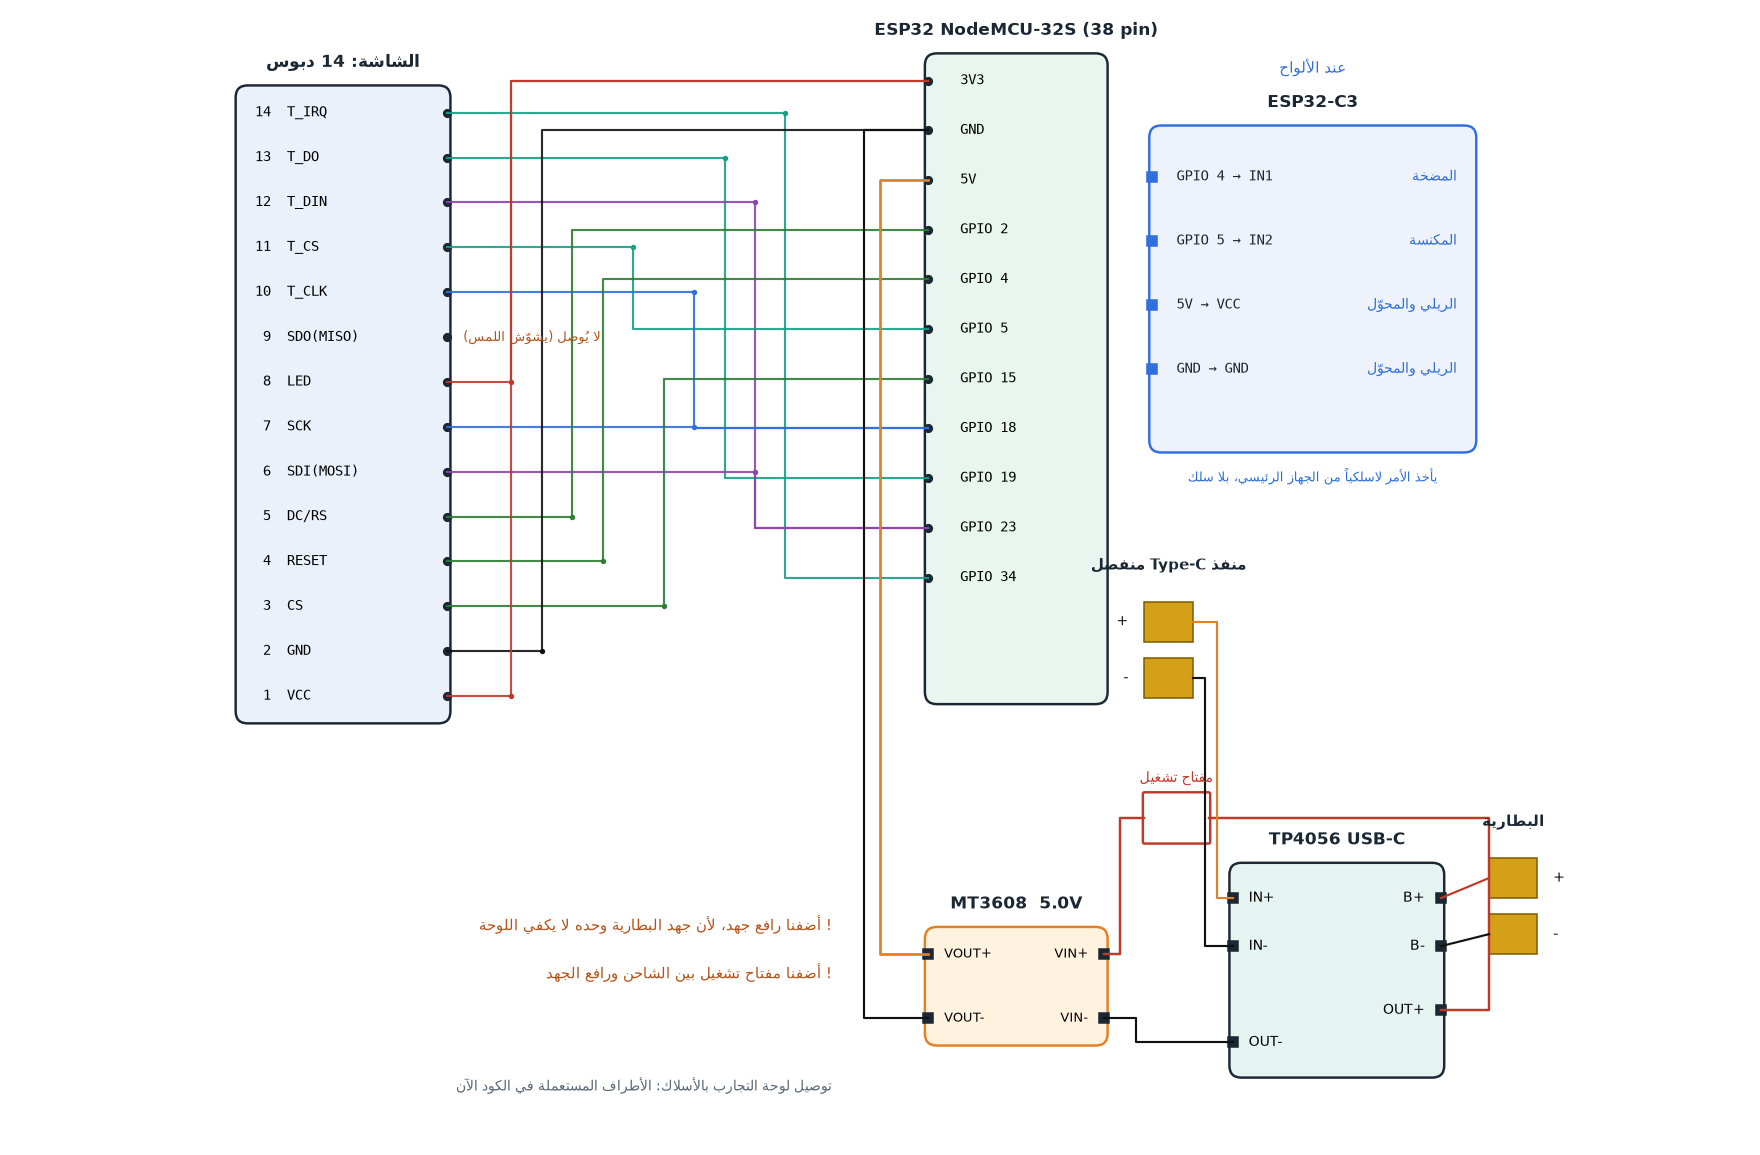 ESP32 NodeMCU-32S (38 pin)
الشاشة: 14 دبوس
14 T_IRQ
13 T_DO
12 T_DIN
11 T_CS
10 T_CLK
9 SDO(MISO)
لا يُوصل (يشوّش اللمس)
8 LED
7 SCK
6 SDI(MOSI)
5 DC/RS
4 RESET
3 CS
2 GND
1 VCC
3V3
GND
5V
GPIO 2
GPIO 4
GPIO 5
GPIO 15
GPIO 18
GPIO 19
GPIO 23
GPIO 34
عند الألواح
ESP32-C3
GPIO 4 → IN1 المضخة
GPIO 5 → IN2 المكنسة
5V → VCC الريلي والمحوّل
GND → GND الريلي والمحوّل
يأخذ الأمر لاسلكياً من الجهاز الرئيسي، بلا سلك
منفذ Type-C منفصل
+
-
مفتاح تشغيل
البطارية
+
-
TP4056 USB-C
IN+ B+
IN- B-
OUT+
OUT-
MT3608 5.0V
VOUT+ VIN+
VOUT- VIN-
! أضفنا رافع جهد، لأن جهد البطارية وحده لا يكفي اللوحة
! أضفنا مفتاح تشغيل بين الشاحن ورافع الجهد
توصيل لوحة التجارب بالأسلاك: الأطراف المستعملة في الكود الآن